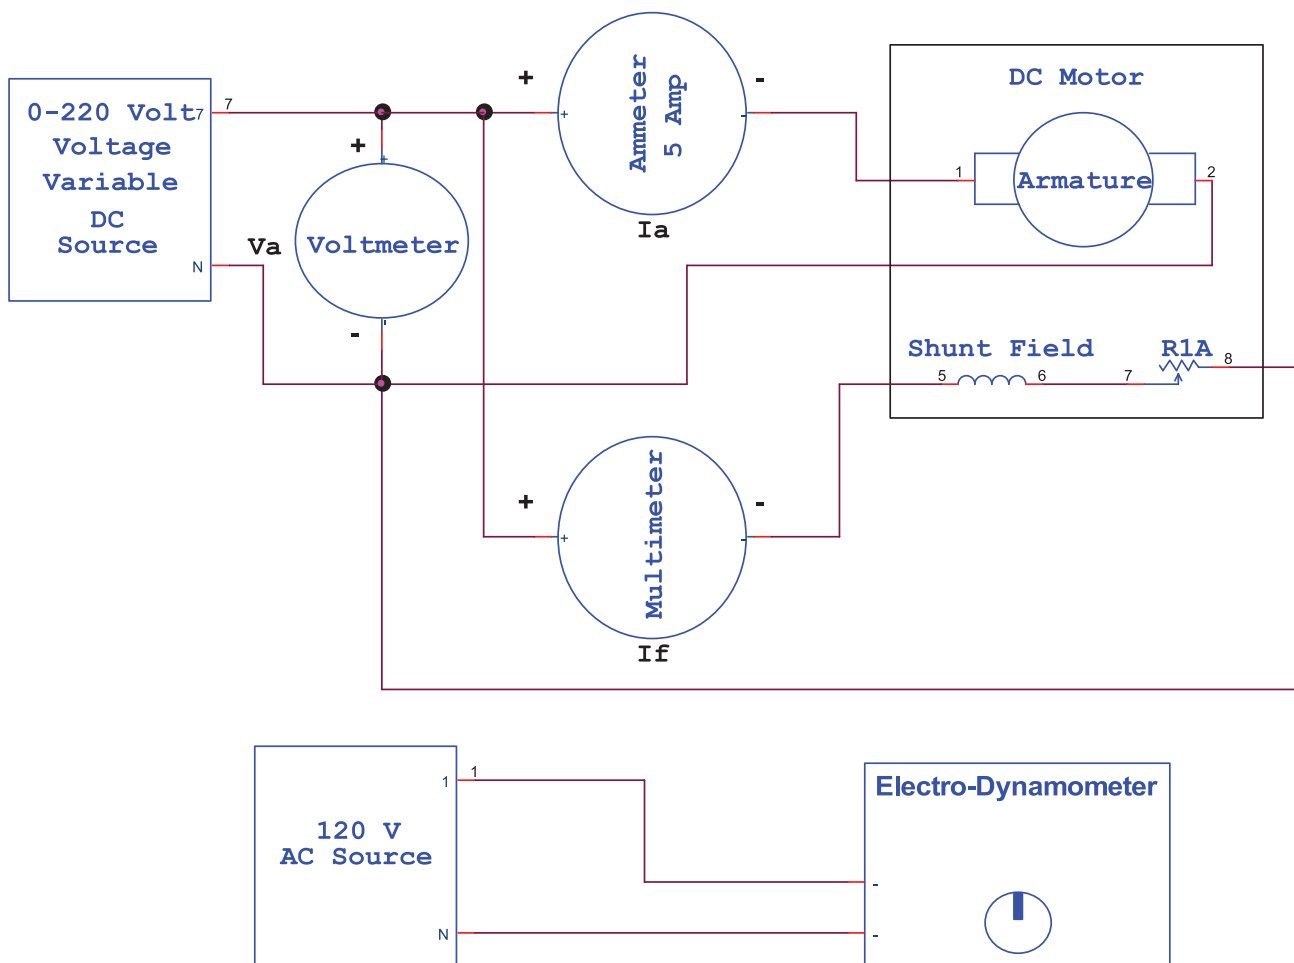 0-220 Volt
Voltage
Variable
DC
Source
7
7
N
Va
+
+
Voltmeter
-
-
+
+
Ammeter
5 Amp
-
-
Ia
DC Motor
1
Armature
2
Shunt Field
R1A
5
6
7
8
+
+
Multimeter
-
-
If
120 V
AC Source
1
1
N
Electro-Dynamometer
-
-